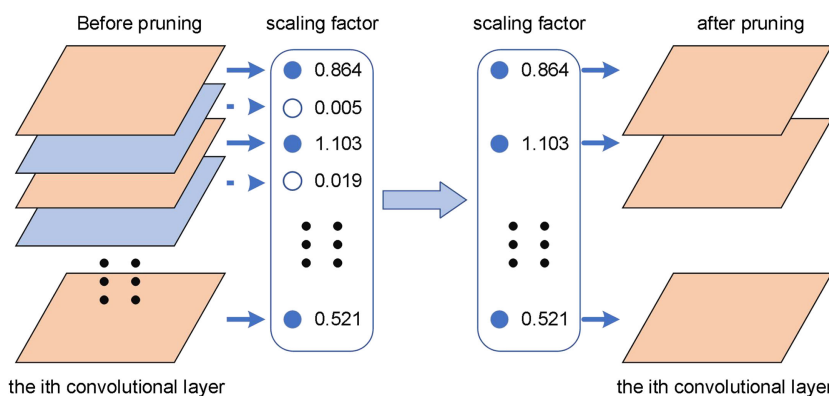 Before pruning
scaling factor
scaling factor
after pruning
0.864
0.005
1.103
0.019
0.521
0.864
1.103
0.521
the ith convolutional layer
the ith convolutional layer